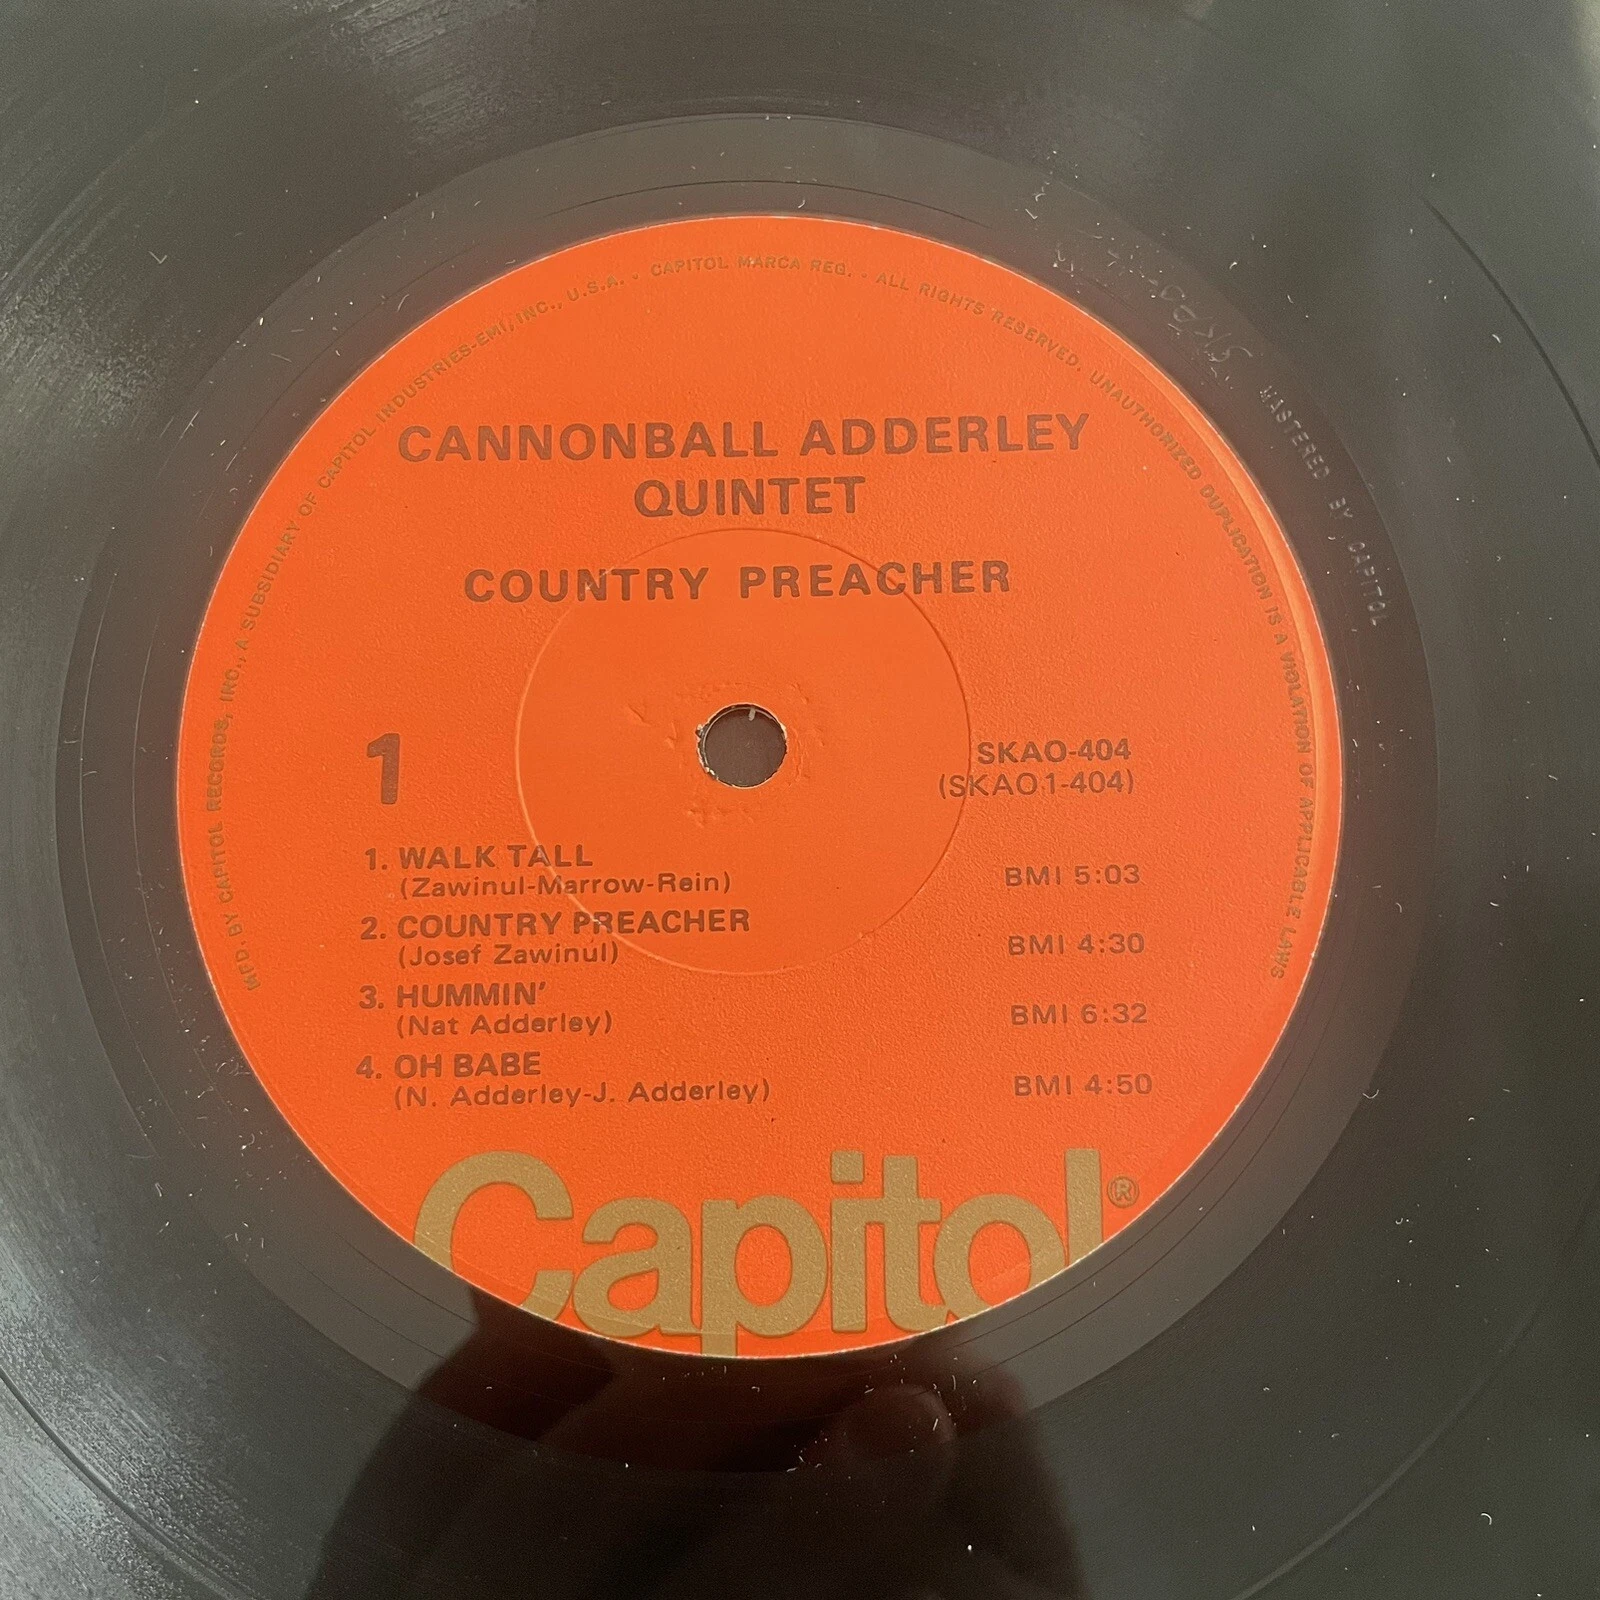 MFD. BY CAPITOL RECORDS, INC., A SUBSIDIARY OF CAPITOL INDUSTRIES-EMI, INC., U.S.A. • CAPITOL MARCA REG. • ALL RIGHTS RESERVED. UNAUTHORIZED DUPLICATION IS A VIOLATION OF APPLICABLE LAWS
CANNONBALL ADDERLEY
QUINTET
COUNTRY PREACHER
1
SKAO-404
(SKAO1-404)
1. WALK TALL
(Zawinul-Marrow-Rein) BMI 5:03
2. COUNTRY PREACHER
(Josef Zawinul) BMI 4:30
3. HUMMIN'
(Nat Adderley) BMI 6:32
4. OH BABE
(N. Adderley-J. Adderley) BMI 4:50
Capitol®
MASTERED BY CAPITOL